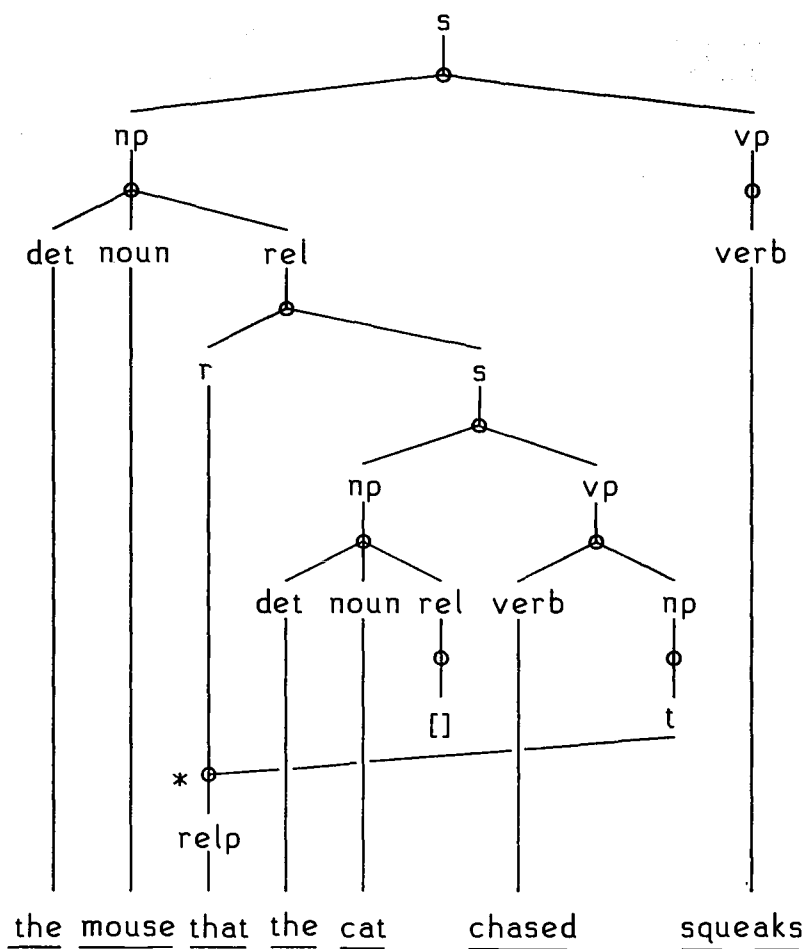 s
np vp
det noun rel verb
r s
np vp
det noun rel verb np
[] t
*
relp
the mouse that the cat chased squeaks